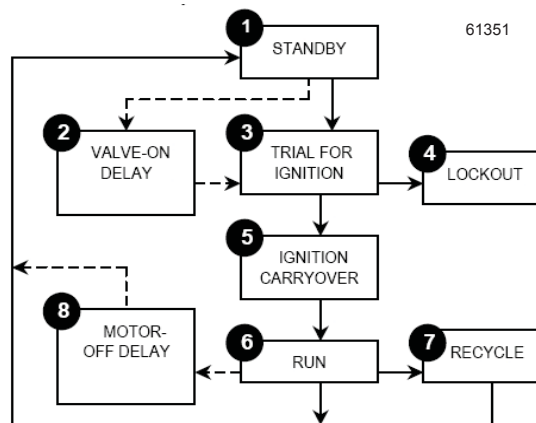 61351
1
STANDBY
2
VALVE-ON
DELAY
3
TRIAL FOR
IGNITION
4
LOCKOUT
5
IGNITION
CARRYOVER
8
MOTOR-
OFF DELAY
6
RUN
7
RECYCLE